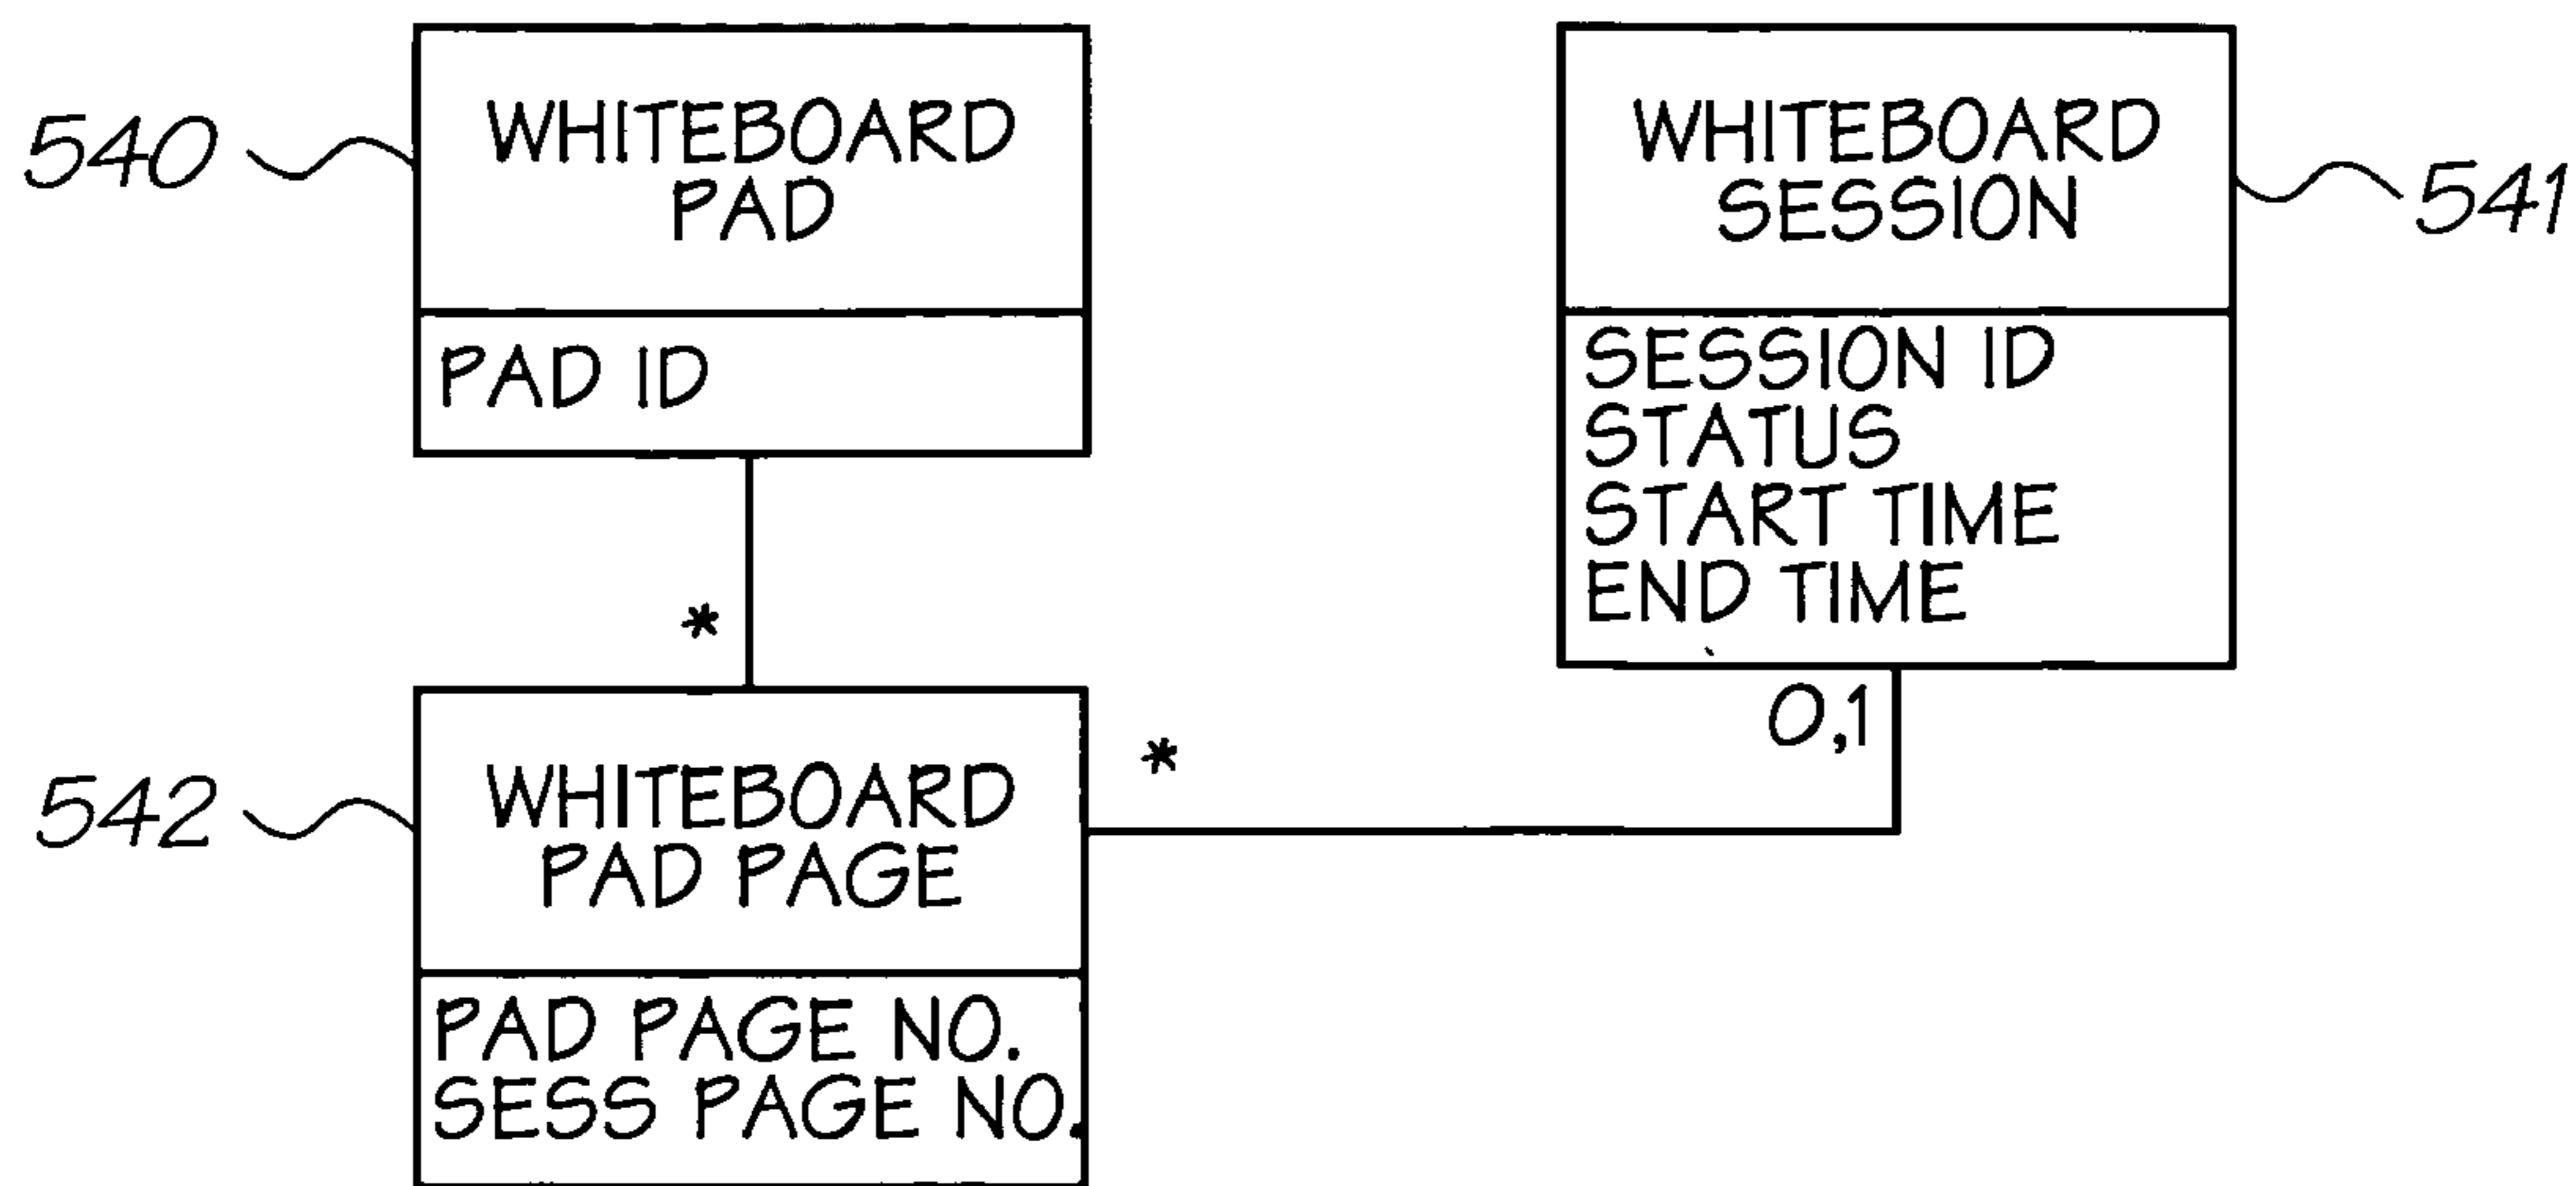 540
WHITEBOARD
PAD
PAD ID
*
WHITEBOARD
SESSION
541
SESSION ID
STATUS
START TIME
END TIME
0,1
*
542
WHITEBOARD
PAD PAGE
PAD PAGE NO.
SESS PAGE NO.